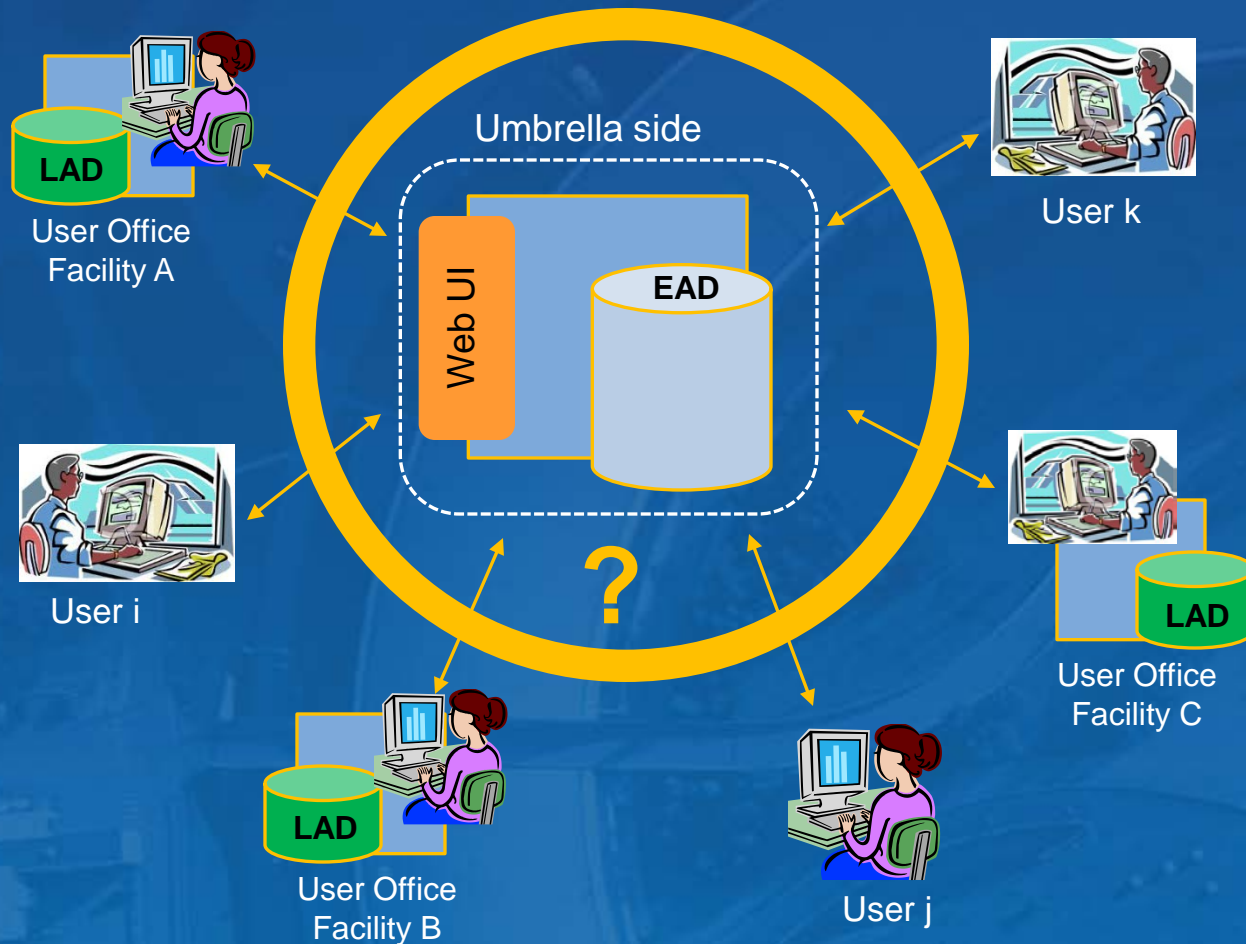 Umbrella side
LAD
User Office
Facility A
User k
Web UI
EAD
User i
LAD
User Office
Facility C
?
LAD
User Office
Facility B
User j